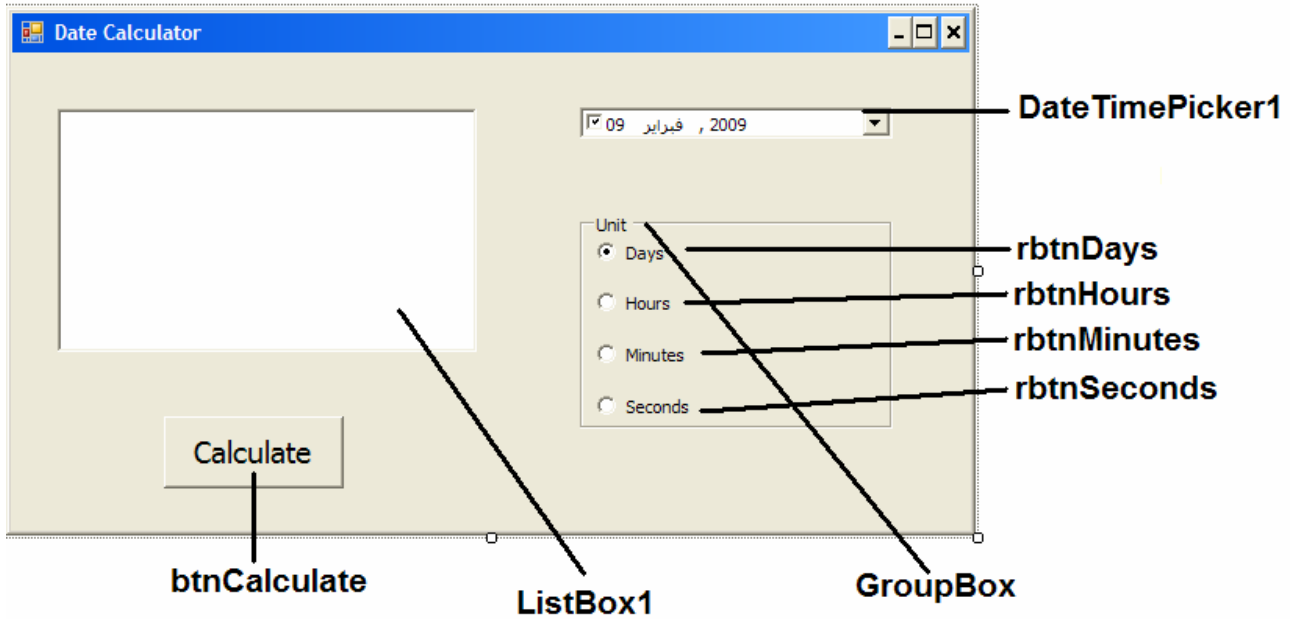 Date Calculator
09 فبراير , 2009
DateTimePicker1
Unit
Days
rbtnDays
Hours
rbtnHours
Minutes
rbtnMinutes
Seconds
rbtnSeconds
Calculate
btnCalculate
ListBox1
GroupBox